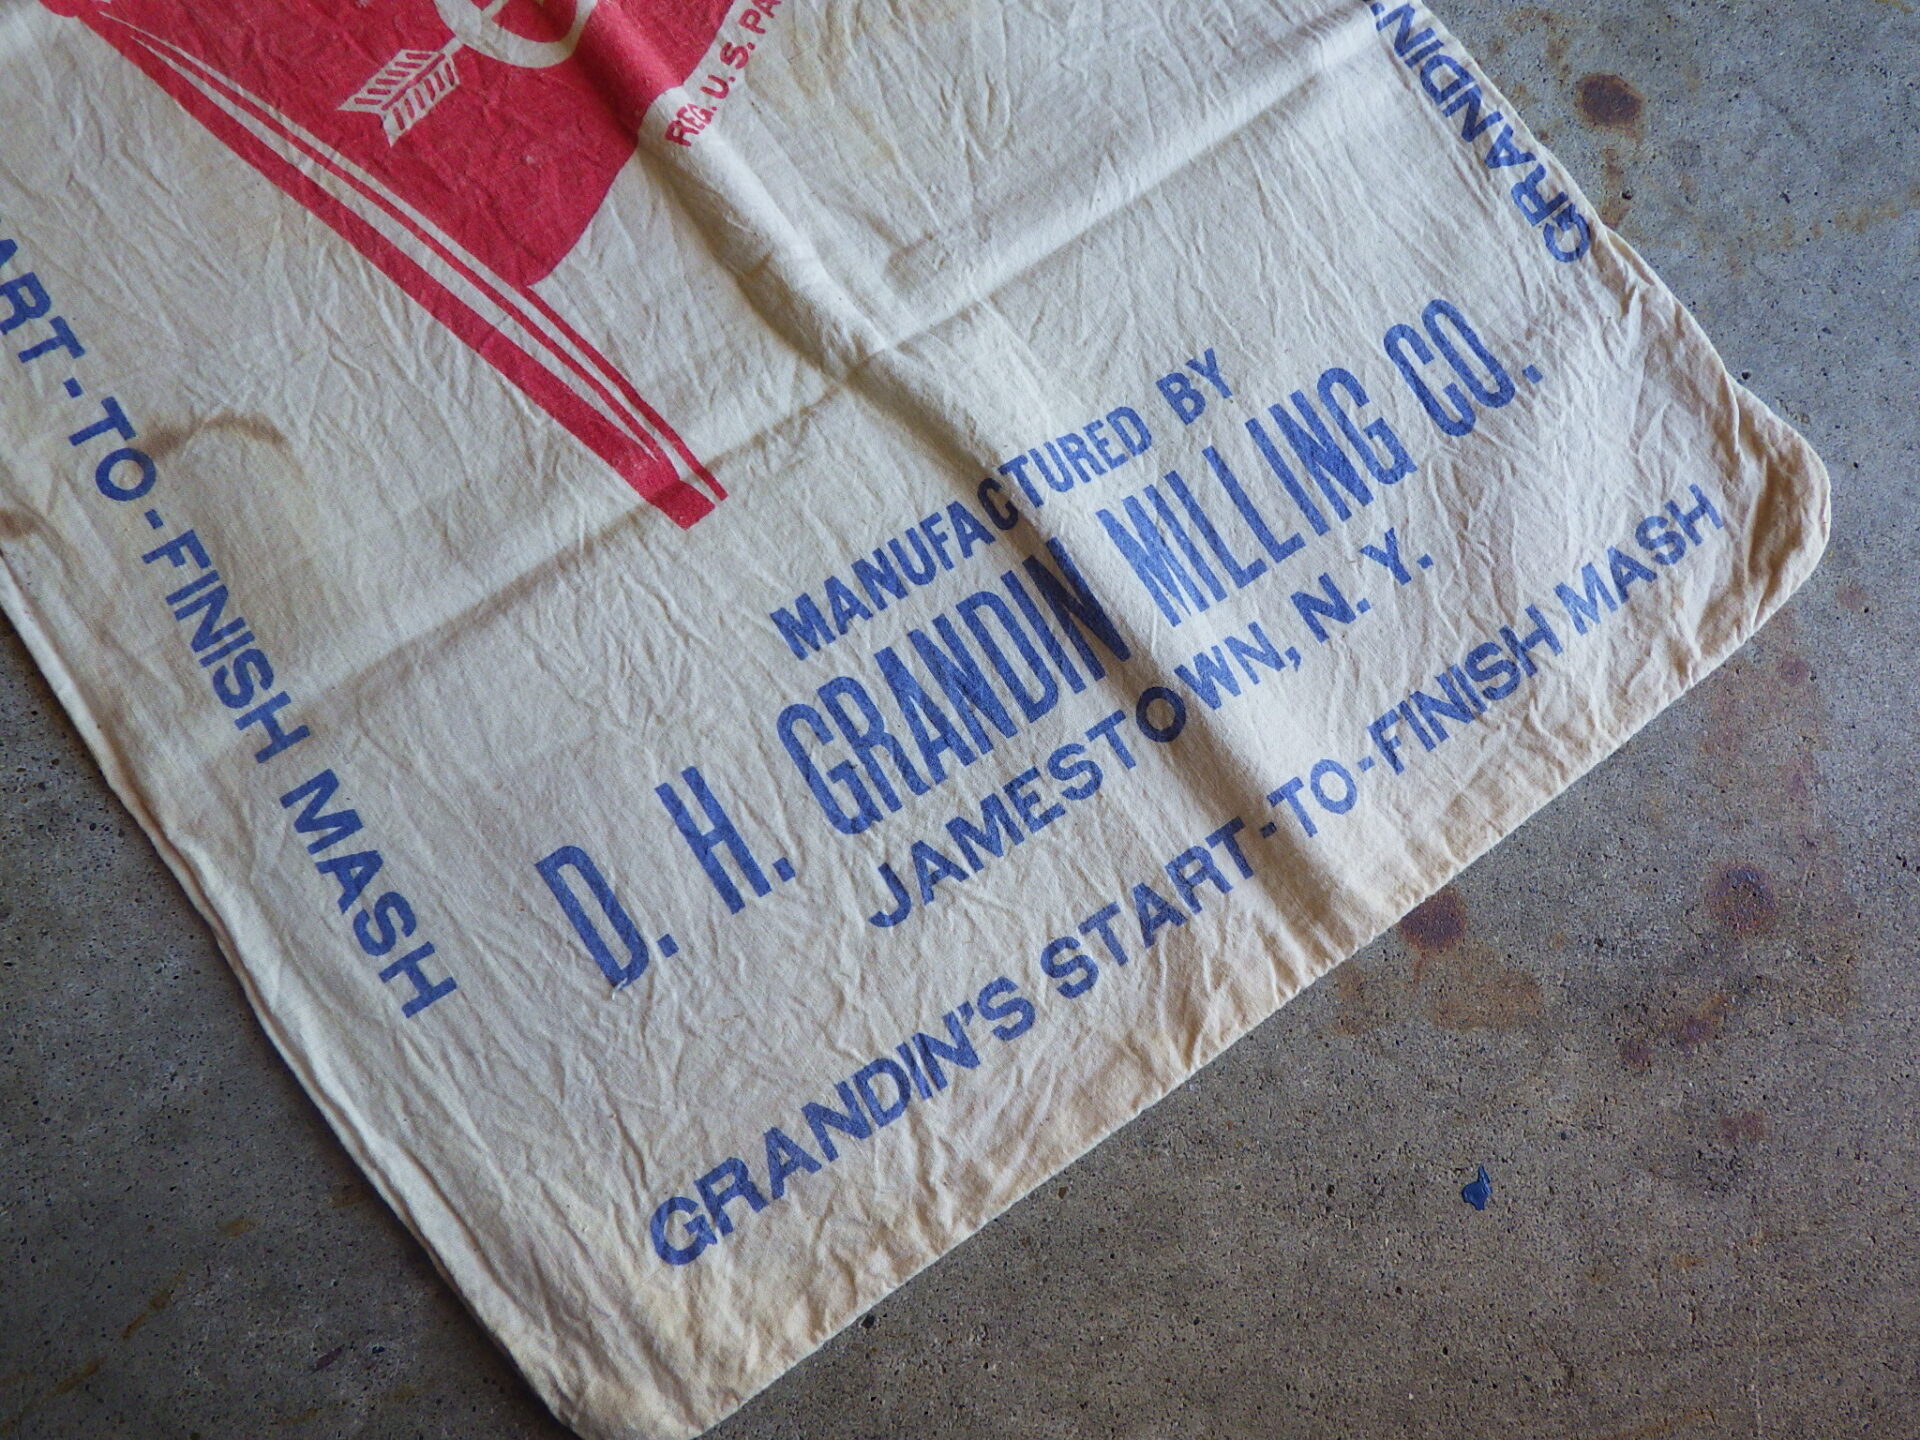 REG. U. S. PA
MANUFACTURED BY
D. H. GRANDIN MILLING CO.
JAMESTOWN, N. Y.
GRANDIN'S START-TO-FINISH MASH
ART-TO-FINISH MASH
GRANDIN'